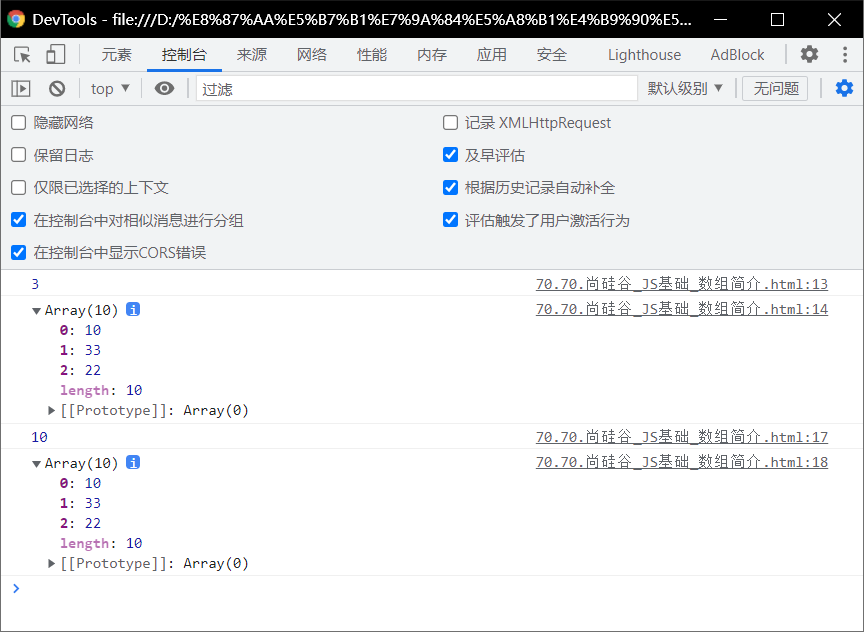 DevTools - file:///D:/%E8%87%AA%E5%B7%B1%E7%9A%84%E5%A8%B1%E4%B9%90%E5...
元素 控制台 来源 网络 性能 内存 应用 安全 Lighthouse AdBlock
top ▼ 过滤 默认级别 ▼ 无问题
隐藏网络 记录 XMLHttpRequest
保留日志 及早评估
仅限已选择的上下文 根据历史记录自动补全
在控制台中对相似消息进行分组 评估触发了用户激活行为
在控制台中显示CORS错误
3 70.70.尚硅谷_JS基础_数组简介.html:13
▼Array(10) i 70.70.尚硅谷_JS基础_数组简介.html:14
0: 10
1: 33
2: 22
length: 10
▶[[Prototype]]: Array(0)
10 70.70.尚硅谷_JS基础_数组简介.html:17
▼Array(10) i 70.70.尚硅谷_JS基础_数组简介.html:18
0: 10
1: 33
2: 22
length: 10
▶[[Prototype]]: Array(0)